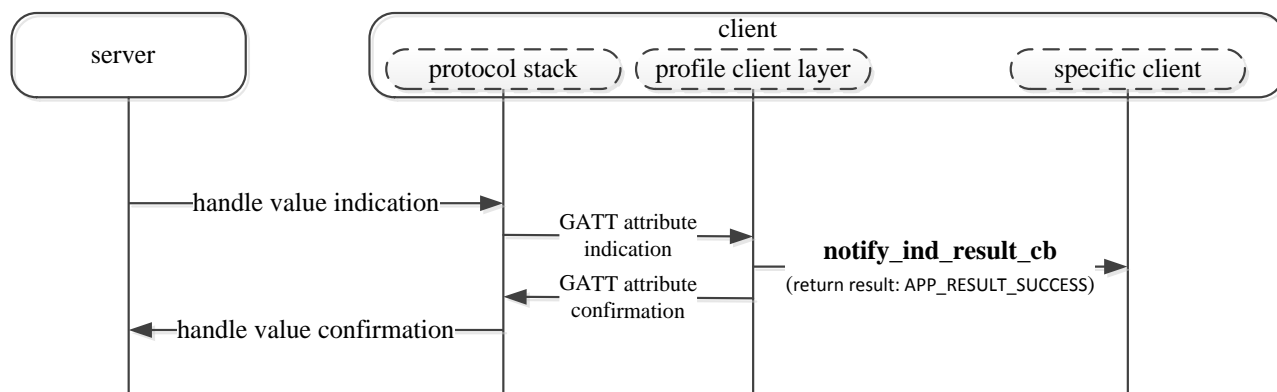 server
client
protocol stack
profile client layer
specific client
handle value indication
GATT attribute
indication
notify_ind_result_cb
(return result: APP_RESULT_SUCCESS)
GATT attribute
confirmation
handle value confirmation